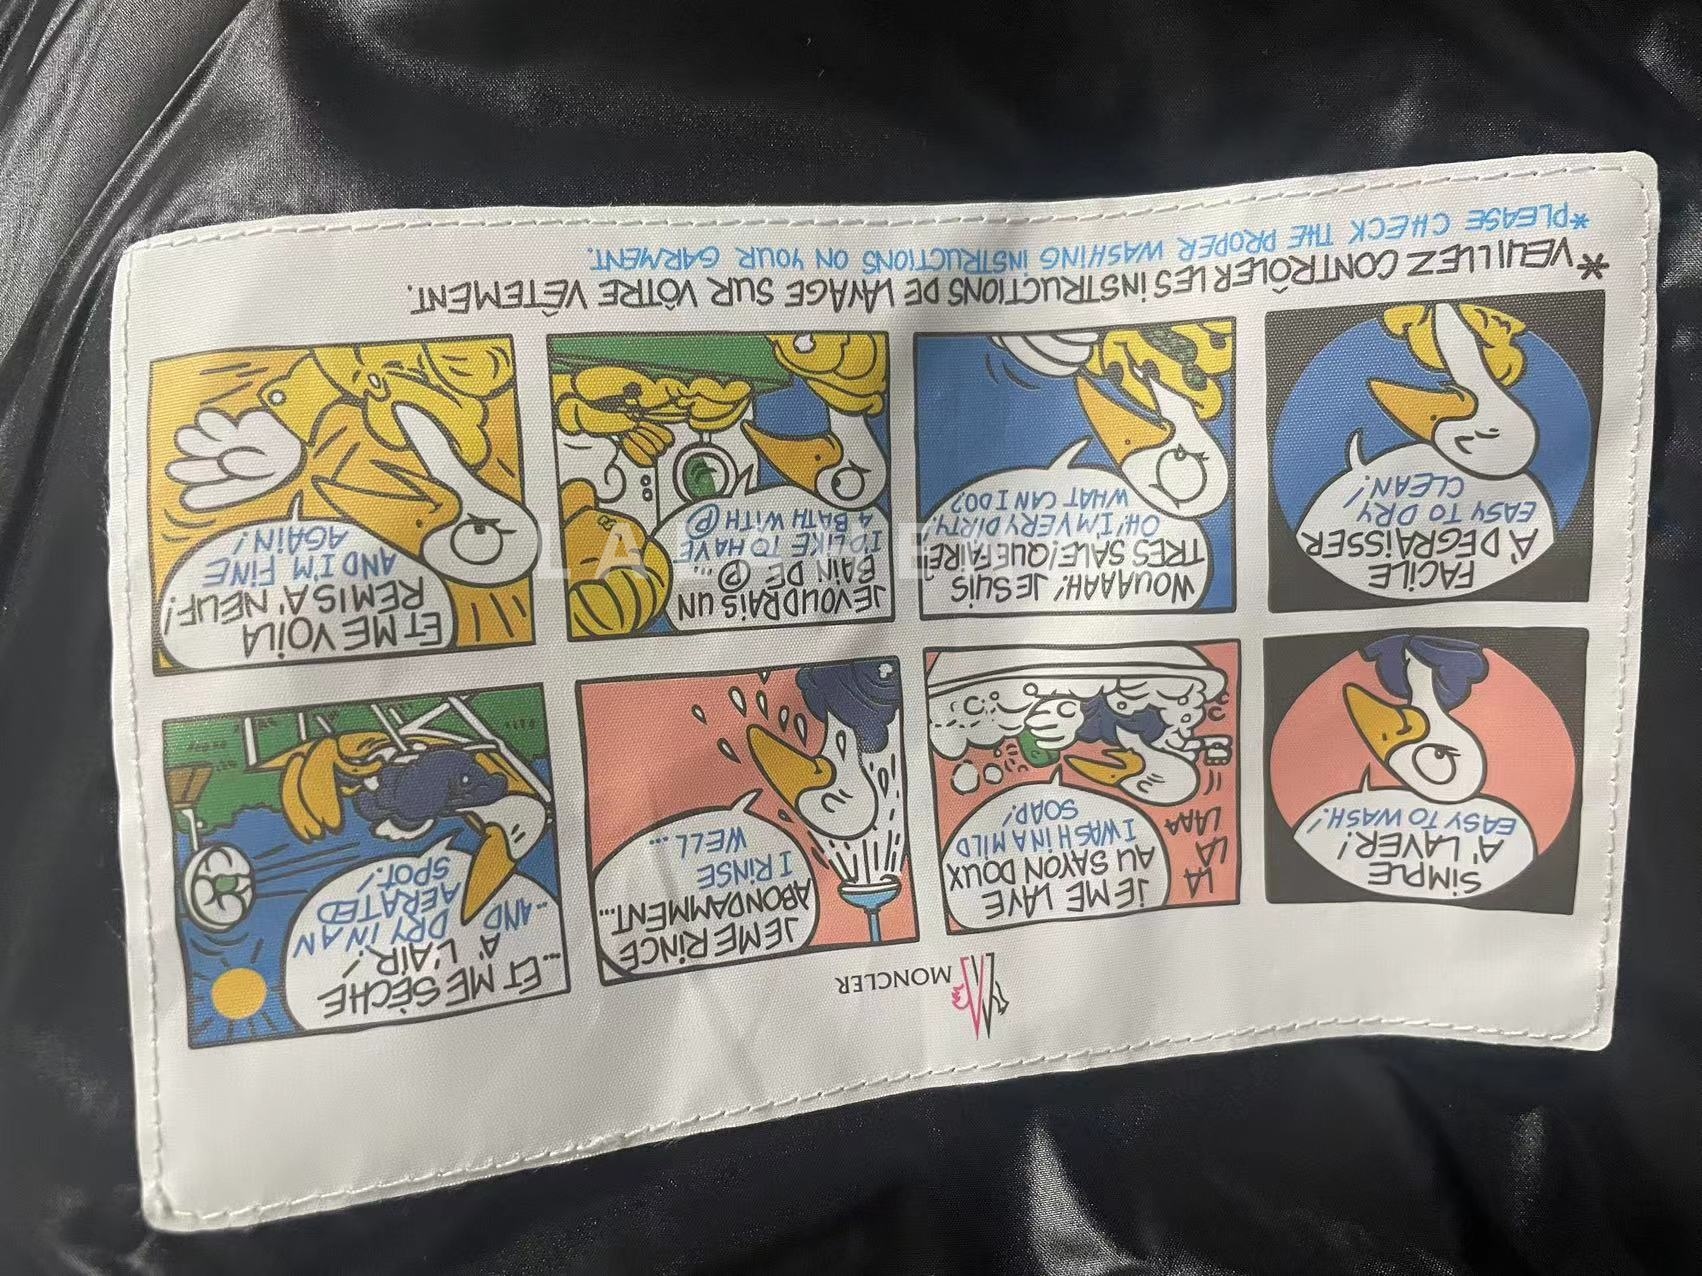 MONCLER
SIMPLE
A' LAVER!
EASY TO WASH!
LA
LA
LALA
JE ME LAVE
AU SAVON DOUX
I WASH IN A MILD
SOAP!
JE ME RINCE
ABONDAMMENT...
I RINSE
WELL...
...ET ME SÈCHE
A' L'AIR!
...AND DRY IN AN
AERATED
SPOT!
FACILE
A' DEGRAISSER
EASY TO DRY
CLEAN!
WOUAAAH! JE SUIS
TRES SALE! QUE FAIRE?
OH, I'M VERY DIRTY!
WHAT CAN I DO?
JE VOUDRAIS UN
BAIN DE Ⓟ...
I'D LIKE TO HAVE
A BATH WITH Ⓟ
ET ME VOILA
REMIS A' NEUF!
AND I'M FINE
AGAIN!
*VEUILLEZ CONTRÔLER LES INSTRUCTIONS DE LAVAGE SUR VÔTRE VÊTEMENT.
*PLEASE CHECK THE PROPER WASHING INSTRUCTIONS ON YOUR GARMENT.